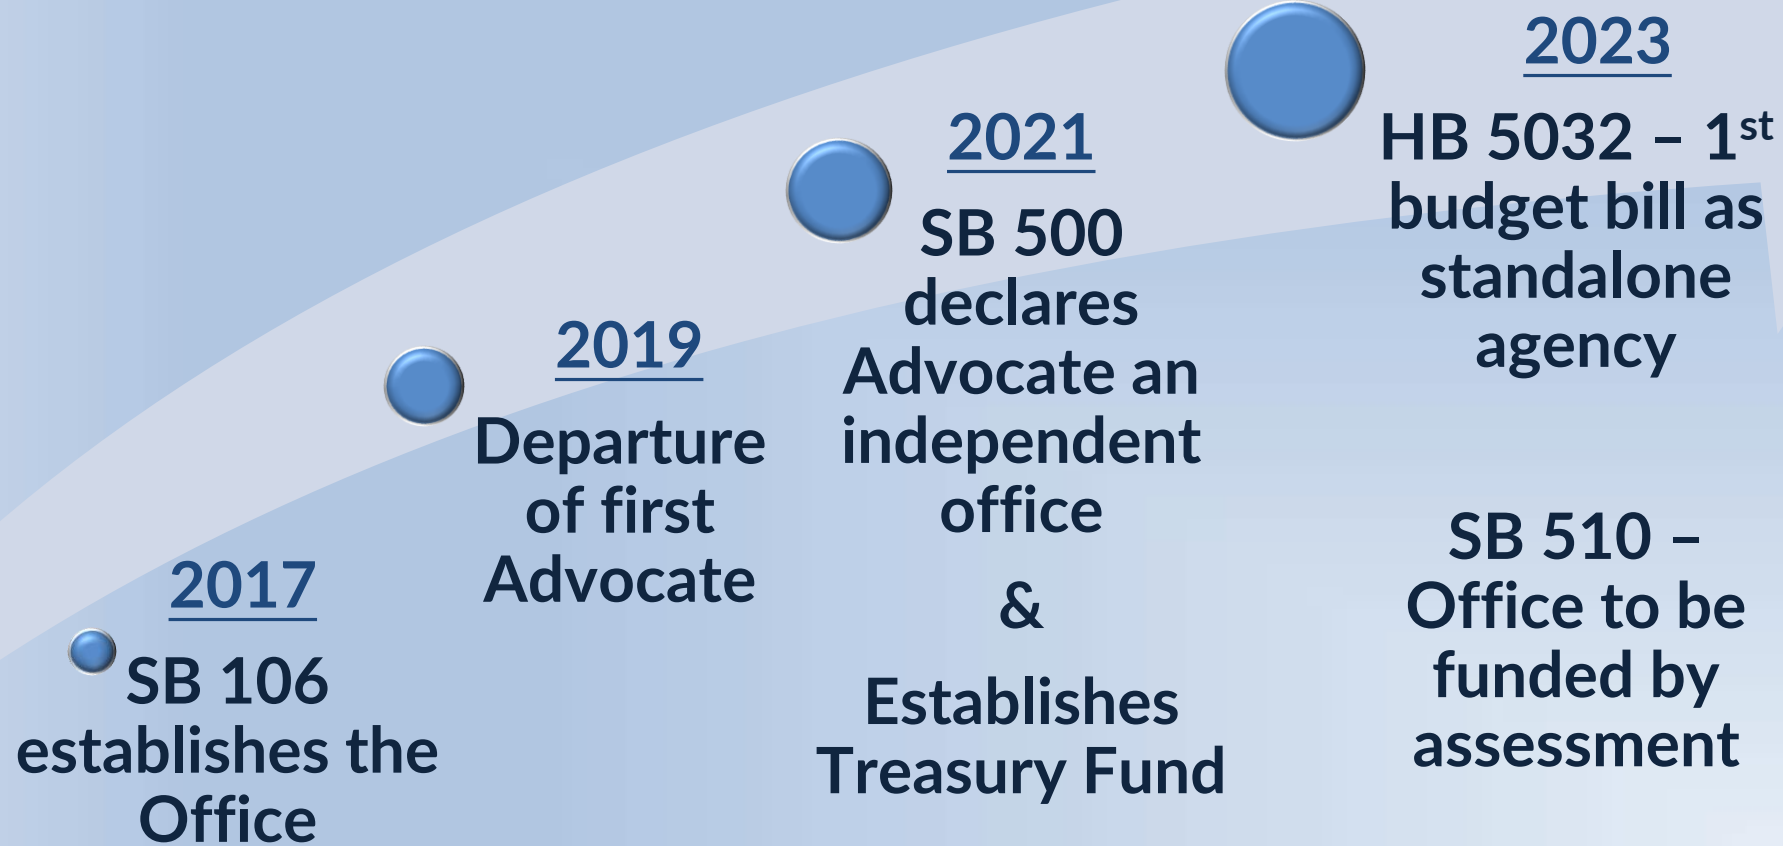 2017
SB 106
establishes the
Office
2019
Departure
of first
Advocate
2021
SB 500
declares
Advocate an
independent
office
&
Establishes
Treasury Fund
2023
HB 5032 – 1st
budget bill as
standalone
agency
SB 510 –
Office to be
funded by
assessment